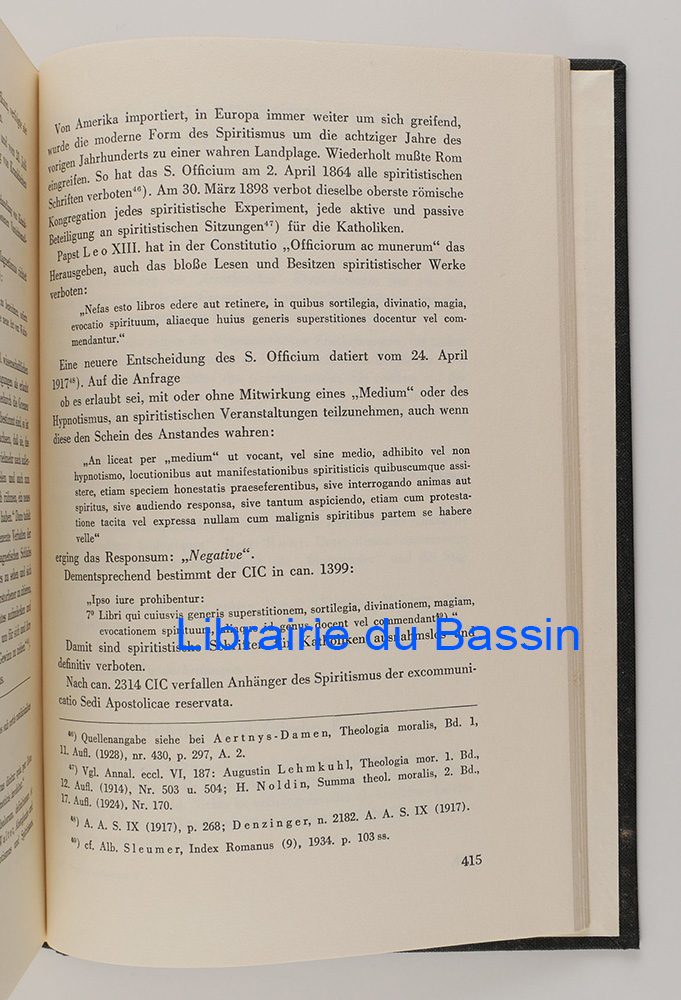 Von Amerika importiert, in Europa immer weiter um sich greifend,
wurde die moderne Form des Spiritismus um die achtziger Jahre des
vorigen Jahrhunderts zu einer wahren Landplage. Wiederholt mußte Rom
eingreifen. So hat das S. Officium am 2. April 1864 alle spiritistischen
Schriften verboten⁴⁶). Am 30. März 1898 verbot dieselbe oberste römische
Kongregation jedes spiritistische Experiment, jede aktive und passive
Beteiligung an spiritistischen Sitzungen⁴⁷) für die Katholiken.
Papst Leo XIII. hat in der Constitutio „Officiorum ac munerum“ das
Herausgeben, auch das bloße Lesen und Besitzen spiritistischer Werke
verboten:
„Nefas esto libros edere aut retinere, in quibus sortilegia, divinatio, magia,
evocatio spirituum, aliaeque huius generis superstitiones docentur vel com-
mendantur.“
Eine neuere Entscheidung des S. Officium datiert vom 24. April
1917⁴⁸). Auf die Anfrage
ob es erlaubt sei, mit oder ohne Mitwirkung eines „Medium“ oder des
Hypnotismus, an spiritistischen Veranstaltungen teilzunehmen, auch wenn
diese den Schein des Anstandes wahren:
„An liceat per „medium“ ut vocant, vel sine medio, adhibito vel non
hypnotismo, locutionibus aut manifestationibus spiritisticis quibuscumque assi-
stere, etiam speciem honestatis praeseferentibus, sive interrogando animas aut
spiritus, sive audiendo responsa, sive tantum aspiciendo, etiam cum protesta-
tione tacita vel expressa nullam cum malignis spiritibus partem se habere
velle“
erging das Responsum: „Negative“.
Dementsprechend bestimmt der CIC in can. 1399:
„Ipso iure prohibentur:
7⁰ Libri qui cuiusvis generis superstitionem, sortilegia, divinationem, magiam,
evocationem spirituum, aliaque id genus docent vel commendant⁴⁹).“
Librairie du Bassin
Damit sind spiritistische Schriften den Katholiken ausnahmslos und
definitiv verboten.
Nach can. 2314 CIC verfallen Anhänger des Spiritismus der excommuni-
catio Sedi Apostolicae reservata.
⁴⁶) Quellenangabe siehe bei Aertnys-Damen, Theologia moralis, Bd. 1,
11. Aufl. (1928), nr. 430, p. 297, A. 2.
⁴⁷) Vgl. Annal. eccl. VI, 187: Augustin Lehmkuhl, Theologia mor. 1. Bd.,
12. Aufl. (1914), Nr. 503 u. 504; H. Noldin, Summa theol. moralis, 2. Bd.,
17. Aufl. (1924), Nr. 170.
⁴⁸) A. A. S. IX (1917), p. 268; Denzinger, n. 2182. A. A. S. IX (1917).
⁴⁹) cf. Alb. Sleumer, Index Romanus (9), 1934. p. 103 ss.
415